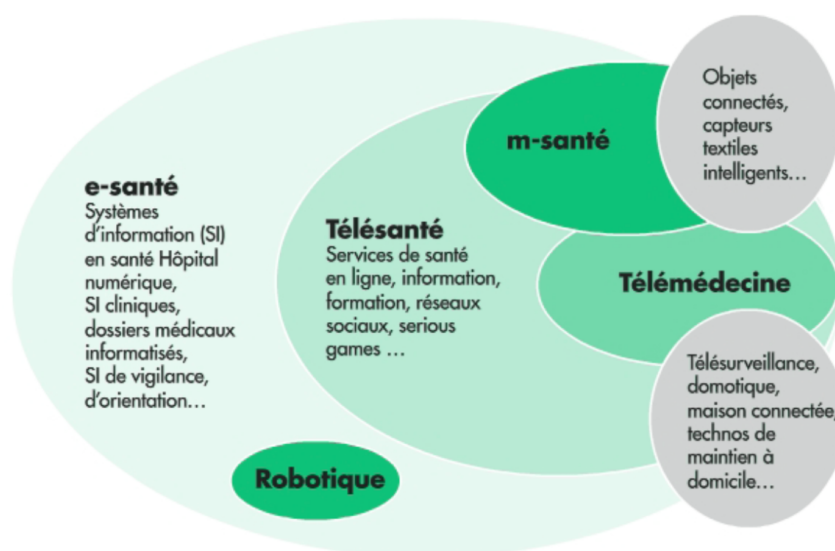 e-santé
Systèmes
d'information (SI)
en santé Hôpital
numérique,
SI cliniques,
dossiers médicaux
informatisés,
SI de vigilance,
d'orientation...
Télésanté
Services de santé
en ligne, information,
formation, réseaux
sociaux, serious
games ...
m-santé
Objets
connectés,
capteurs
textiles
intelligents...
Télémédecine
Télésurveillance,
domotique,
maison connectée,
technos de
maintien à
domicile...
Robotique